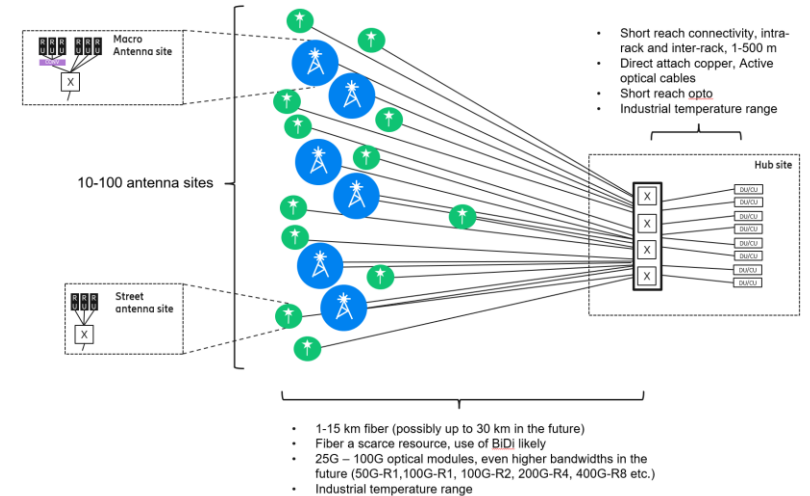 Macro
Antenna site
R U R U R U R U R U R U
X
10-100 antenna sites
Street
antenna site
R U R U R U
X
• Short reach connectivity, intra-
rack and inter-rack, 1-500 m
• Direct attach copper, Active
optical cables
• Short reach opto
• Industrial temperature range
Hub site
X
X
X
X
DU/CU
DU/CU
DU/CU
DU/CU
DU/CU
DU/CU
DU/CU
DU/CU
• 1-15 km fiber (possibly up to 30 km in the future)
• Fiber a scarce resource, use of BiDi likely
• 25G – 100G optical modules, even higher bandwidths in the
future (50G-R1,100G-R1, 100G-R2, 200G-R4, 400G-R8 etc.)
• Industrial temperature range